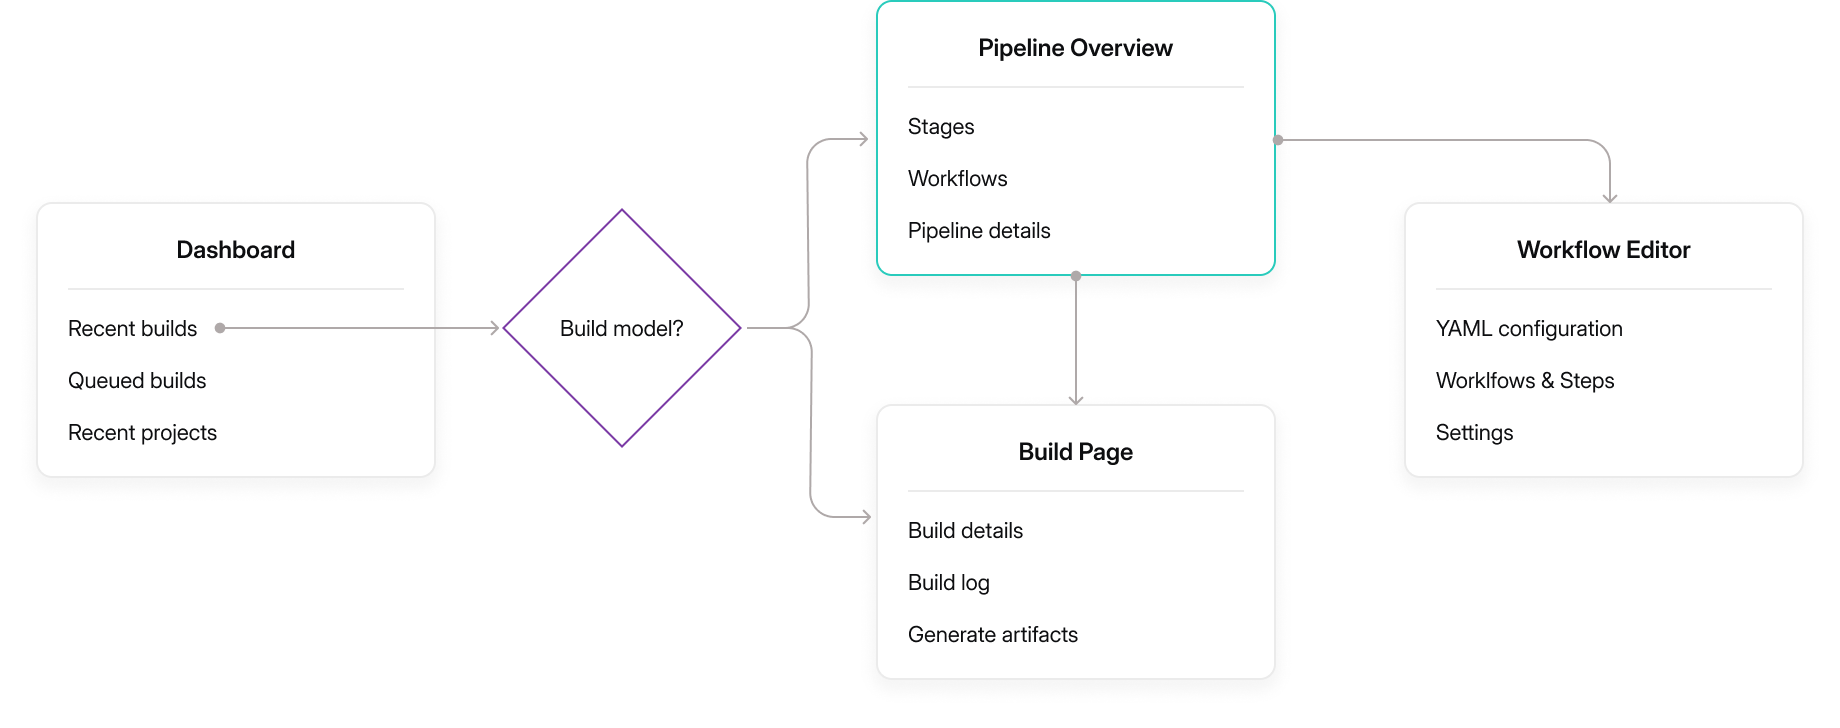 Dashboard
Recent builds
Queued builds
Recent projects
Build model?
Pipeline Overview
Stages
Workflows
Pipeline details
Build Page
Build details
Build log
Generate artifacts
Workflow Editor
YAML configuration
Worklfows & Steps
Settings